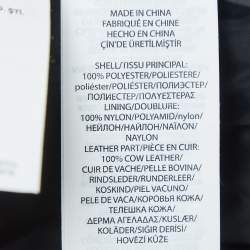 MADE IN CHINA
FABRIQUÉ EN CHINE
HECHO EN CHINA
ÇİN'DE ÜRETİLMİŞTİR
SHELL/TISSU PRINCIPAL:
100% POLYESTER/POLIESTERE/
poliéster/POLIÉSTER/ПОЛИЕСТЕР/
ПОЛИЕСТЕР/ΠΟΛΥΕΣΤΕΡΑΣ
LINING/DOUBLURE:
100% NYLON/POLYAMID/nylon/
НЕЙЛОН/НАЙЛОН/ΝΑΪΛΟΝ/
NAYLON
LEATHER PART/PIÈCE EN CUIR:
100% COW LEATHER/
CUIR DE VACHE/PELLE BOVINA/
RINDSLEDER/RUNDERLEER/
KOSKIND/PIEL VACUNO/
PELE DE VACA/КОРОВЬЯ КОЖА/
ТЕЛЕШКА КОЖА/
ΔΕΡΜΑ ΑΓΕΛΑΔΑΣ/KUSLÆR/
KOLÄDER/SIĞIR DERİSİ/
HOVĚZÍ KŮŽE